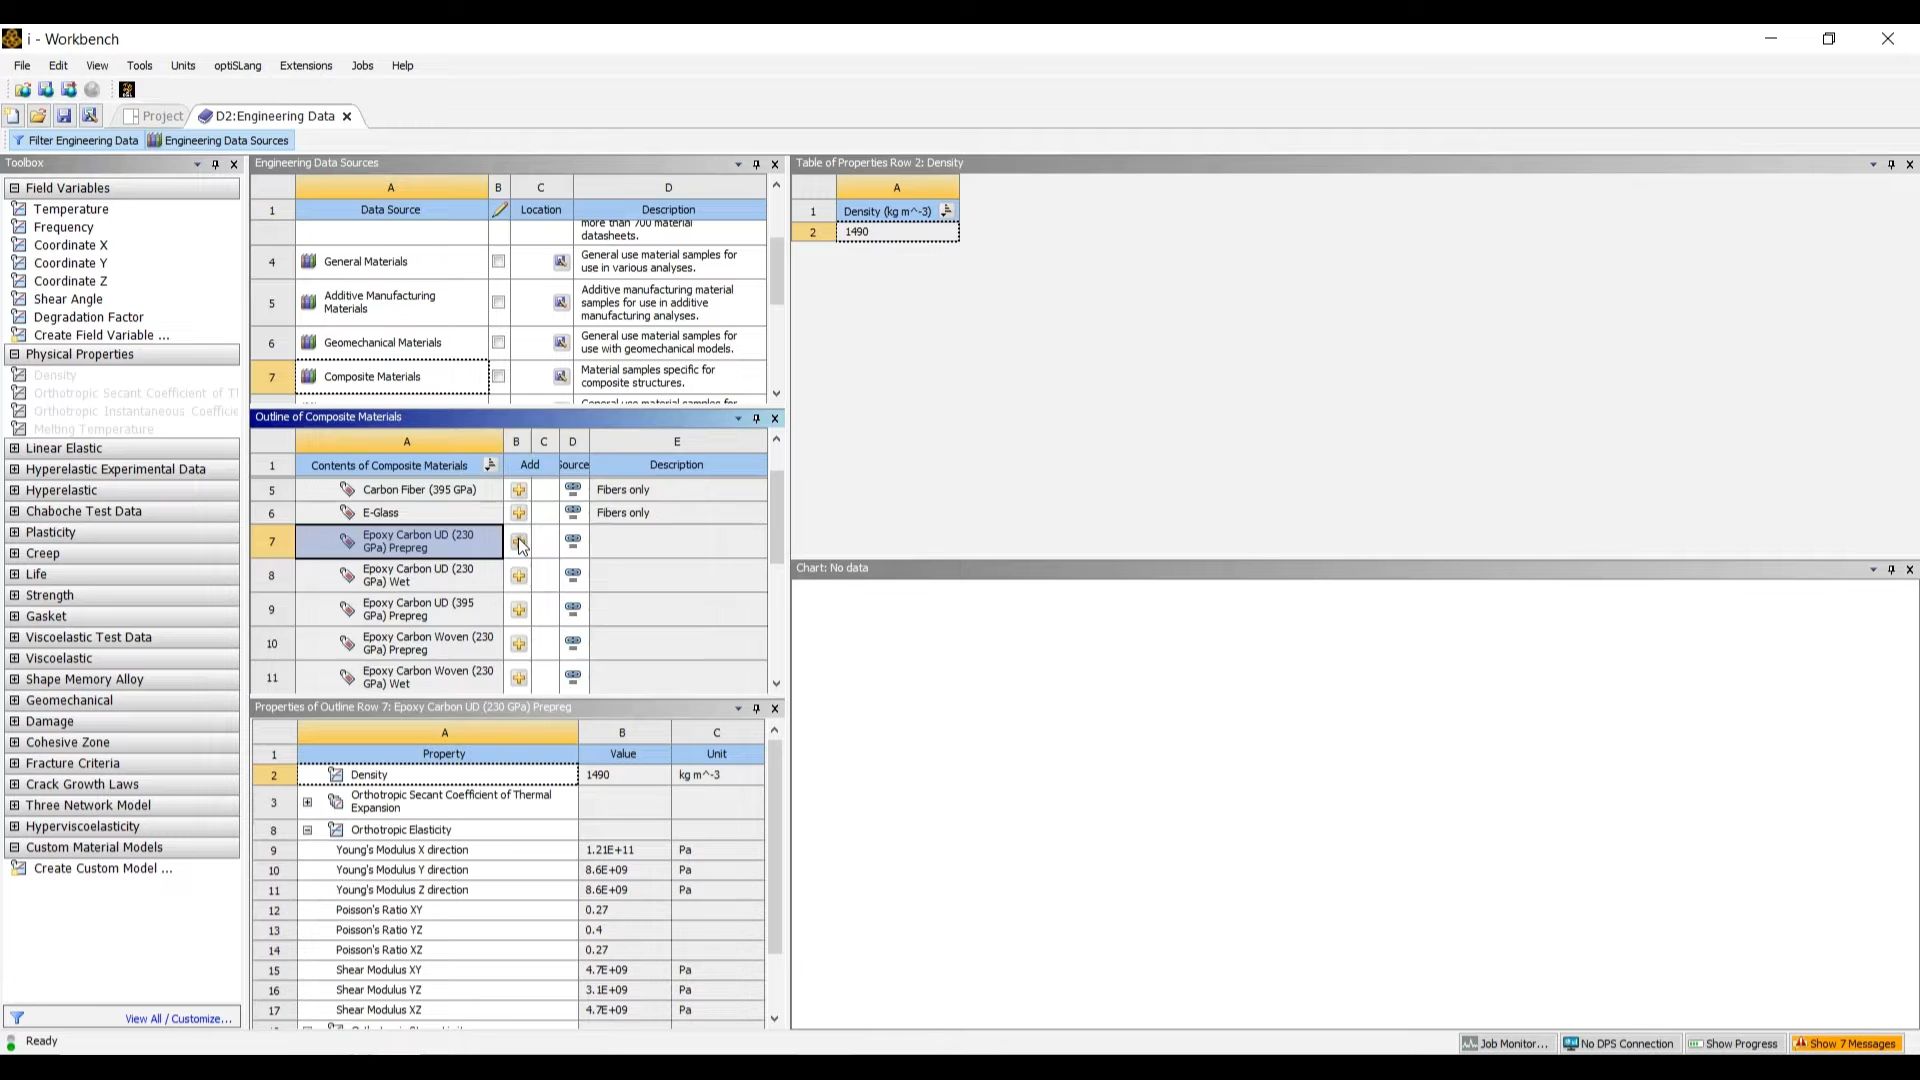 i - Workbench
File Edit View Tools Units optiSLang Extensions Jobs Help
Project D2:Engineering Data
Filter Engineering Data Engineering Data Sources
Toolbox
Field Variables
Temperature
Frequency
Coordinate X
Coordinate Y
Coordinate Z
Shear Angle
Degradation Factor
Create Field Variable ...
Physical Properties
Density
Orthotropic Secant Coefficient of
Orthotropic Instantaneous
Melting Temperature
Linear Elastic
Hyperelastic Experimental Data
Hyperelastic
Chaboche Test Data
Plasticity
Creep
Life
Strength
Gasket
Viscoelastic Test Data
Viscoelastic
Shape Memory Alloy
Geomechanical
Damage
Cohesive Zone
Fracture Criteria
Crack Growth Laws
Three Network Model
Hyperviscoelasticity
Custom Material Models
Create Custom Model ...
View All / Customize...
Engineering Data Sources
A B C D
1 Data Source Location Description
more than 700 material
datasheets.
4 General Materials General use material samples for
use in various analyses.
5 Additive Manufacturing
Materials
Additive manufacturing material
samples for use in additive
manufacturing analyses.
6 Geomechanical Materials General use material samples for
use with geomechanical models.
7 Composite Materials Material samples specific for
composite structures.
General use material samples for
Outline of Composite Materials
A B C D E
1 Contents of Composite Materials Add Source Description
5 Carbon Fiber (395 GPa) Fibers only
6 E-Glass Fibers only
7 Epoxy Carbon UD (230
GPa) Prepreg
8 Epoxy Carbon UD (230
GPa) Wet
9 Epoxy Carbon UD (395
GPa) Prepreg
10 Epoxy Carbon Woven (230
GPa) Prepreg
11 Epoxy Carbon Woven (230
GPa) Wet
Properties of Outline Row 7: Epoxy Carbon UD (230 GPa) Prepreg
A B C
1 Property Value Unit
2 Density 1490 kg m^-3
3 Orthotropic Secant Coefficient of Thermal
Expansion
8 Orthotropic Elasticity
9 Young's Modulus X direction 1.21E+11 Pa
10 Young's Modulus Y direction 8.6E+09 Pa
11 Young's Modulus Z direction 8.6E+09 Pa
12 Poisson's Ratio XY 0.27
13 Poisson's Ratio YZ 0.4
14 Poisson's Ratio XZ 0.27
15 Shear Modulus XY 4.7E+09 Pa
16 Shear Modulus YZ 3.1E+09 Pa
17 Shear Modulus XZ 4.7E+09 Pa
Table of Properties Row 2: Density
A
1 Density (kg m^-3)
2 1490
Chart: No data
Ready
Job Monitor... No DPS Connection Show Progress Show 7 Messages